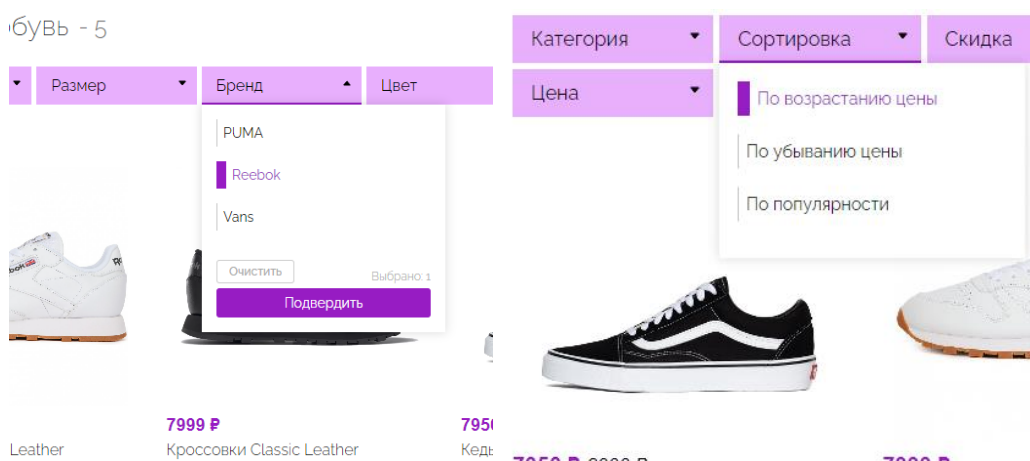 обувь - 5
Размер
Бренд
Цвет
PUMA
Reebok
Vans
Очистить
Выбрано: 1
Подвердить
7999 ₽
Leather
Кроссовки Classic Leather
Категория
Сортировка
Скидка
Цена
По возрастанию цены
По убыванию цены
По популярности